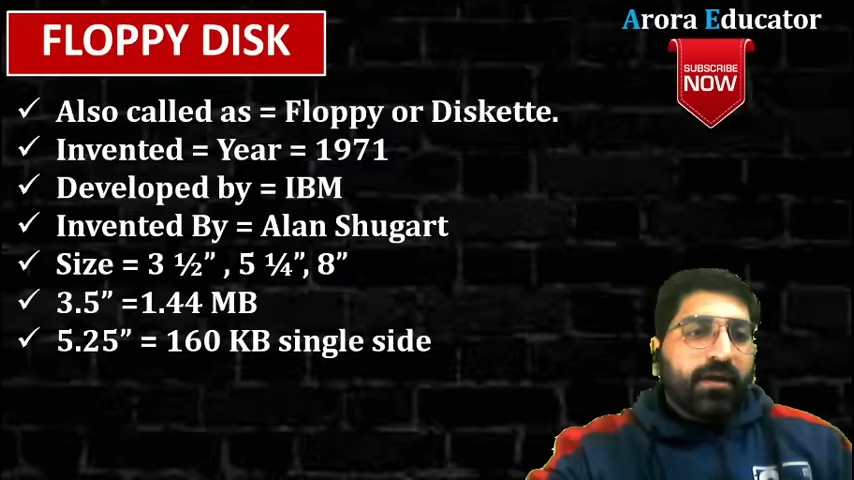 FLOPPY DISK
Arora Educator
SUBSCRIBE
NOW
✓ Also called as = Floppy or Diskette.
✓ Invented = Year = 1971
✓ Developed by = IBM
✓ Invented By = Alan Shugart
✓ Size = 3 ½” , 5 ¼”, 8”
✓ 3.5” =1.44 MB
✓ 5.25” = 160 KB single side